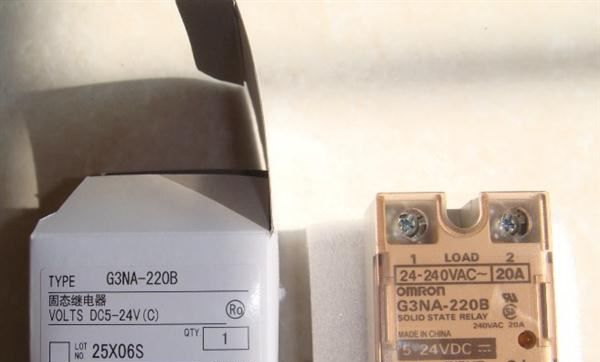 TYPE G3NA-220B
固态继电器
VOLTS DC5-24V(C)
Ro
LOT NO 25X06S
QTY 1
1 LOAD 2
24-240VAC~ 20A
OMRON
G3NA-220B
SOLID STATE RELAY
240VAC 20A
MADE IN CHINA
5-24VDC